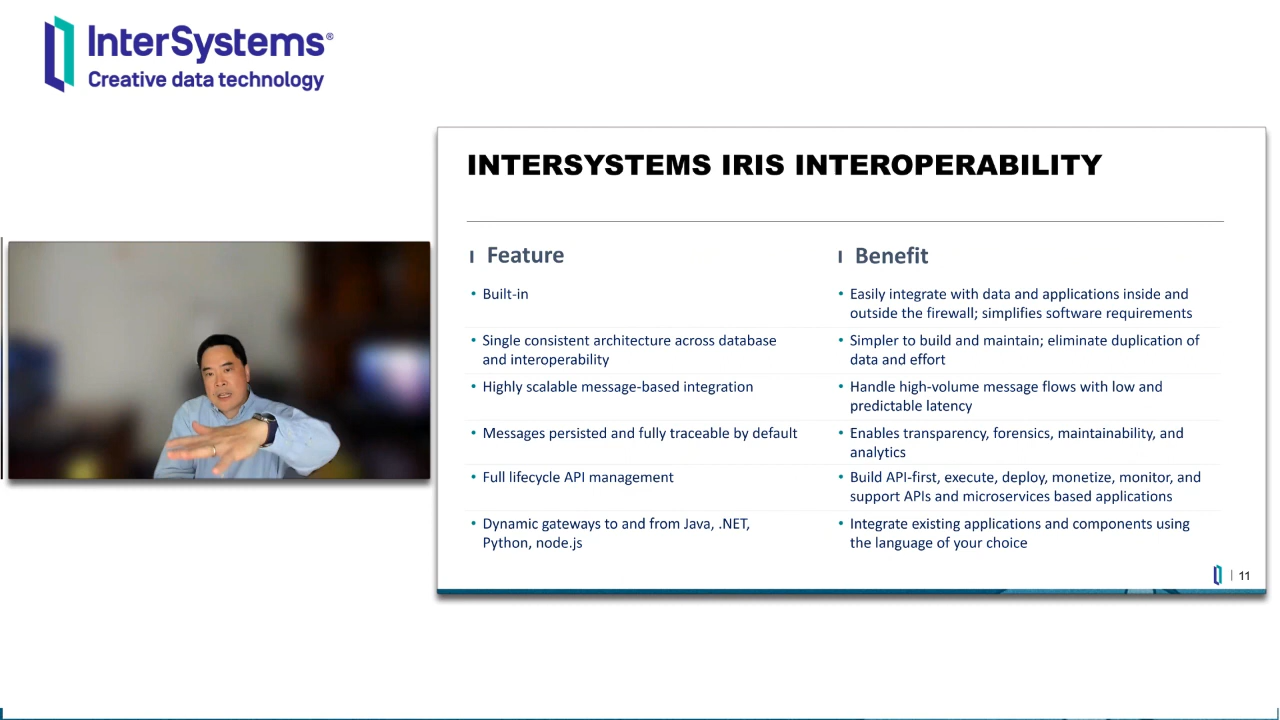 InterSystems®
Creative data technology
INTERSYSTEMS IRIS INTEROPERABILITY
Feature
Benefit
• Built-in
• Easily integrate with data and applications inside and
outside the firewall; simplifies software requirements
• Single consistent architecture across database
and interoperability
• Simpler to build and maintain; eliminate duplication of
data and effort
• Highly scalable message-based integration
• Handle high-volume message flows with low and
predictable latency
• Messages persisted and fully traceable by default
• Enables transparency, forensics, maintainability, and
analytics
• Full lifecycle API management
• Build API-first, execute, deploy, monetize, monitor, and
support APIs and microservices based applications
• Dynamic gateways to and from Java, .NET,
Python, node.js
• Integrate existing applications and components using
the language of your choice
| 11